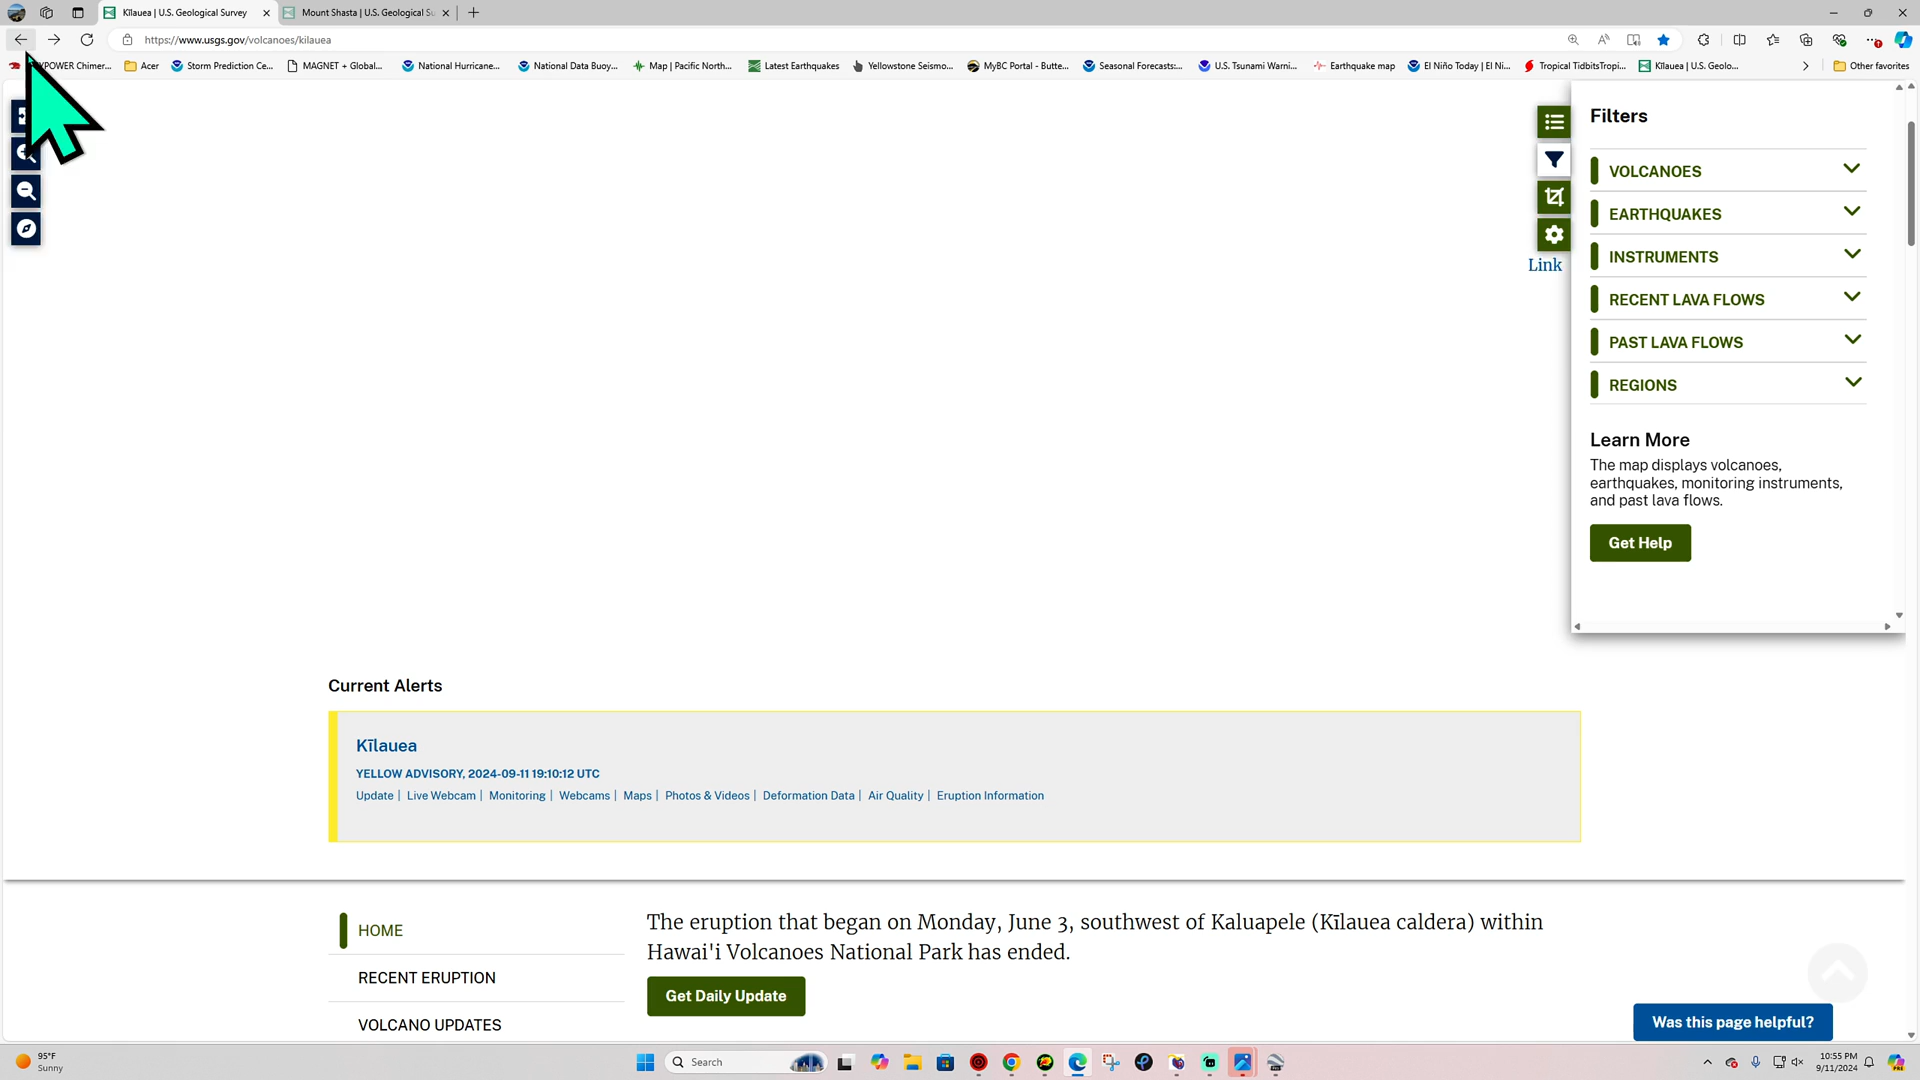 Kīlauea | U.S. Geological Survey
Mount Shasta | U.S. Geological Su
https://www.usgs.gov/volcanoes/kilauea
POWER Chimer...
Acer
Storm Prediction Ce...
MAGNET + Global...
National Hurricane...
National Data Buoy...
Map | Pacific North...
Latest Earthquakes
Yellowstone Seismo...
MyBC Portal - Butte...
Seasonal Forecasts:...
U.S. Tsunami Warni...
Earthquake map
El Niño Today | El Ni...
Tropical TidbitsTropi...
Kīlauea | U.S. Geolo...
Other favorites
Filters
VOLCANOES
EARTHQUAKES
INSTRUMENTS
Link
RECENT LAVA FLOWS
PAST LAVA FLOWS
REGIONS
Learn More
The map displays volcanoes,
earthquakes, monitoring instruments,
and past lava flows.
Get Help
Current Alerts
Kīlauea
YELLOW ADVISORY, 2024-09-11 19:10:12 UTC
Update | Live Webcam | Monitoring | Webcams | Maps | Photos & Videos | Deformation Data | Air Quality | Eruption Information
HOME
RECENT ERUPTION
VOLCANO UPDATES
The eruption that began on Monday, June 3, southwest of Kaluapele (Kīlauea caldera) within
Hawai'i Volcanoes National Park has ended.
Get Daily Update
Was this page helpful?
95°F
Sunny
Search
10:55 PM
9/11/2024